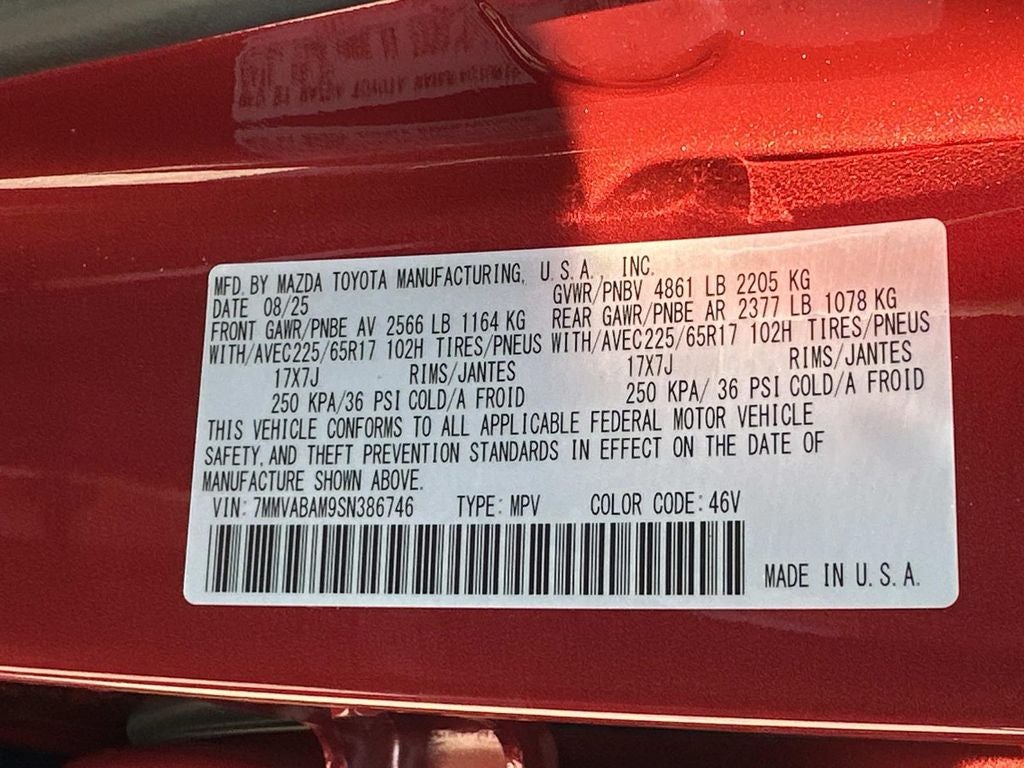 MFD. BY MAZDA TOYOTA MANUFACTURING, U.S.A., INC.
DATE 08/25 GVWR/PNBV 4861 LB 2205 KG
FRONT GAWR/PNBE AV 2566 LB 1164 KG REAR GAWR/PNBE AR 2377 LB 1078 KG
WITH/AVEC225/65R17 102H TIRES/PNEUS WITH/AVEC225/65R17 102H TIRES/PNEUS
17X7J RIMS/JANTES 17X7J RIMS/JANTES
250 KPA/36 PSI COLD/A FROID 250 KPA/ 36 PSI COLD/A FROID
THIS VEHICLE CONFORMS TO ALL APPLICABLE FEDERAL MOTOR VEHICLE
SAFETY, AND THEFT PREVENTION STANDARDS IN EFFECT ON THE DATE OF
MANUFACTURE SHOWN ABOVE.
VIN: 7MMVABAM9SN386746 TYPE: MPV COLOR CODE: 46V
MADE IN U.S.A.